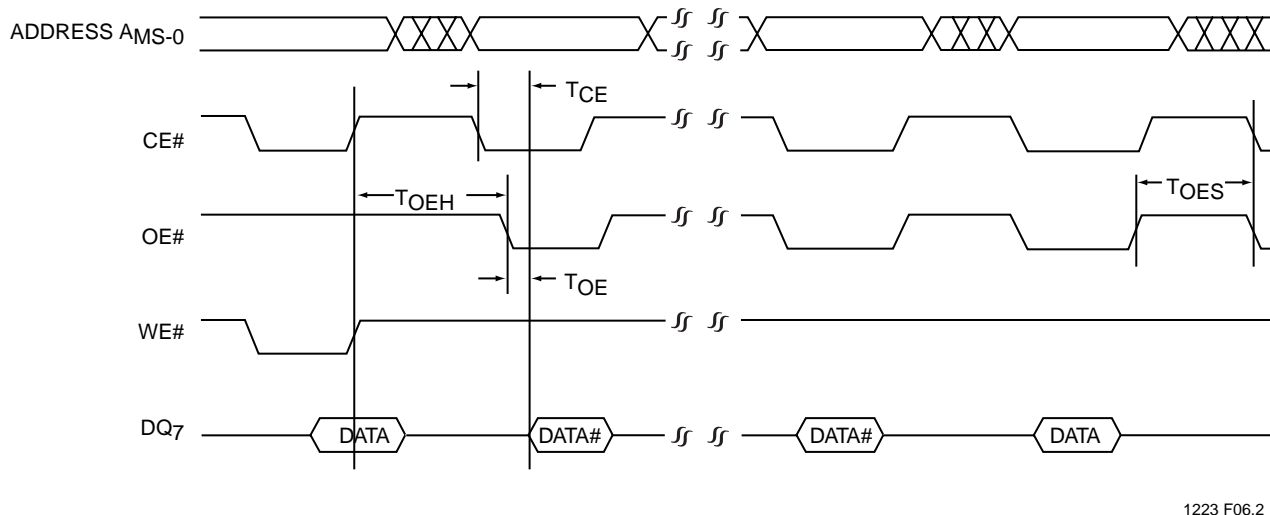 ADDRESS AMS-0
TCE
CE#
TOEH
TOES
OE#
TOE
WE#
DQ7
DATA
DATA#
DATA#
DATA
1223 F06.2